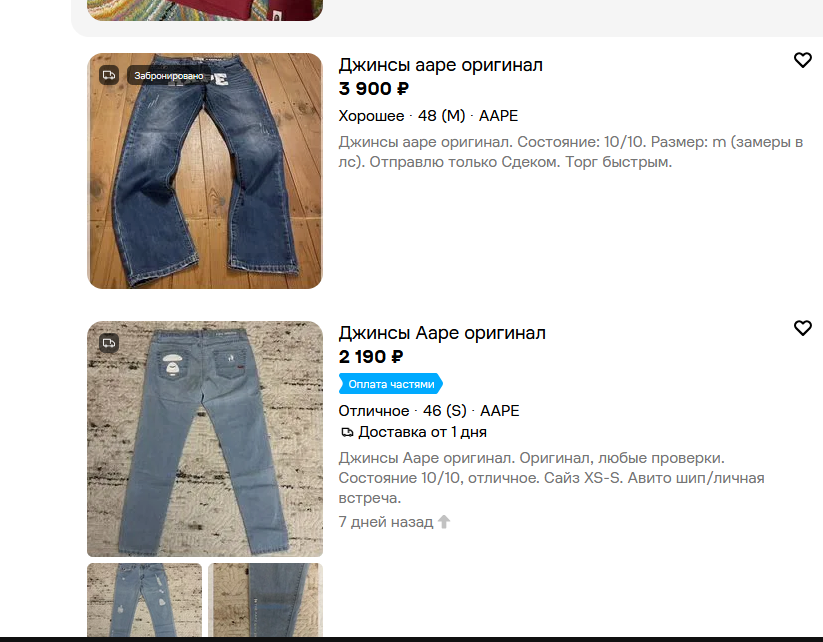 Забронировано
Джинсы aape оригинал
3 900 ₽
Хорошее · 48 (M) · AAPE
Джинсы aape оригинал. Состояние: 10/10. Размер: m (замеры в
лс). Отправлю только Сдеком. Торг быстрым.
Джинсы Aape оригинал
2 190 ₽
Оплата частями
Отличное · 46 (S) · AAPE
Доставка от 1 дня
Джинсы Aape оригинал. Оригинал, любые проверки.
Состояние 10/10, отличное. Сайз XS-S. Авито шип/личная
встреча.
7 дней назад